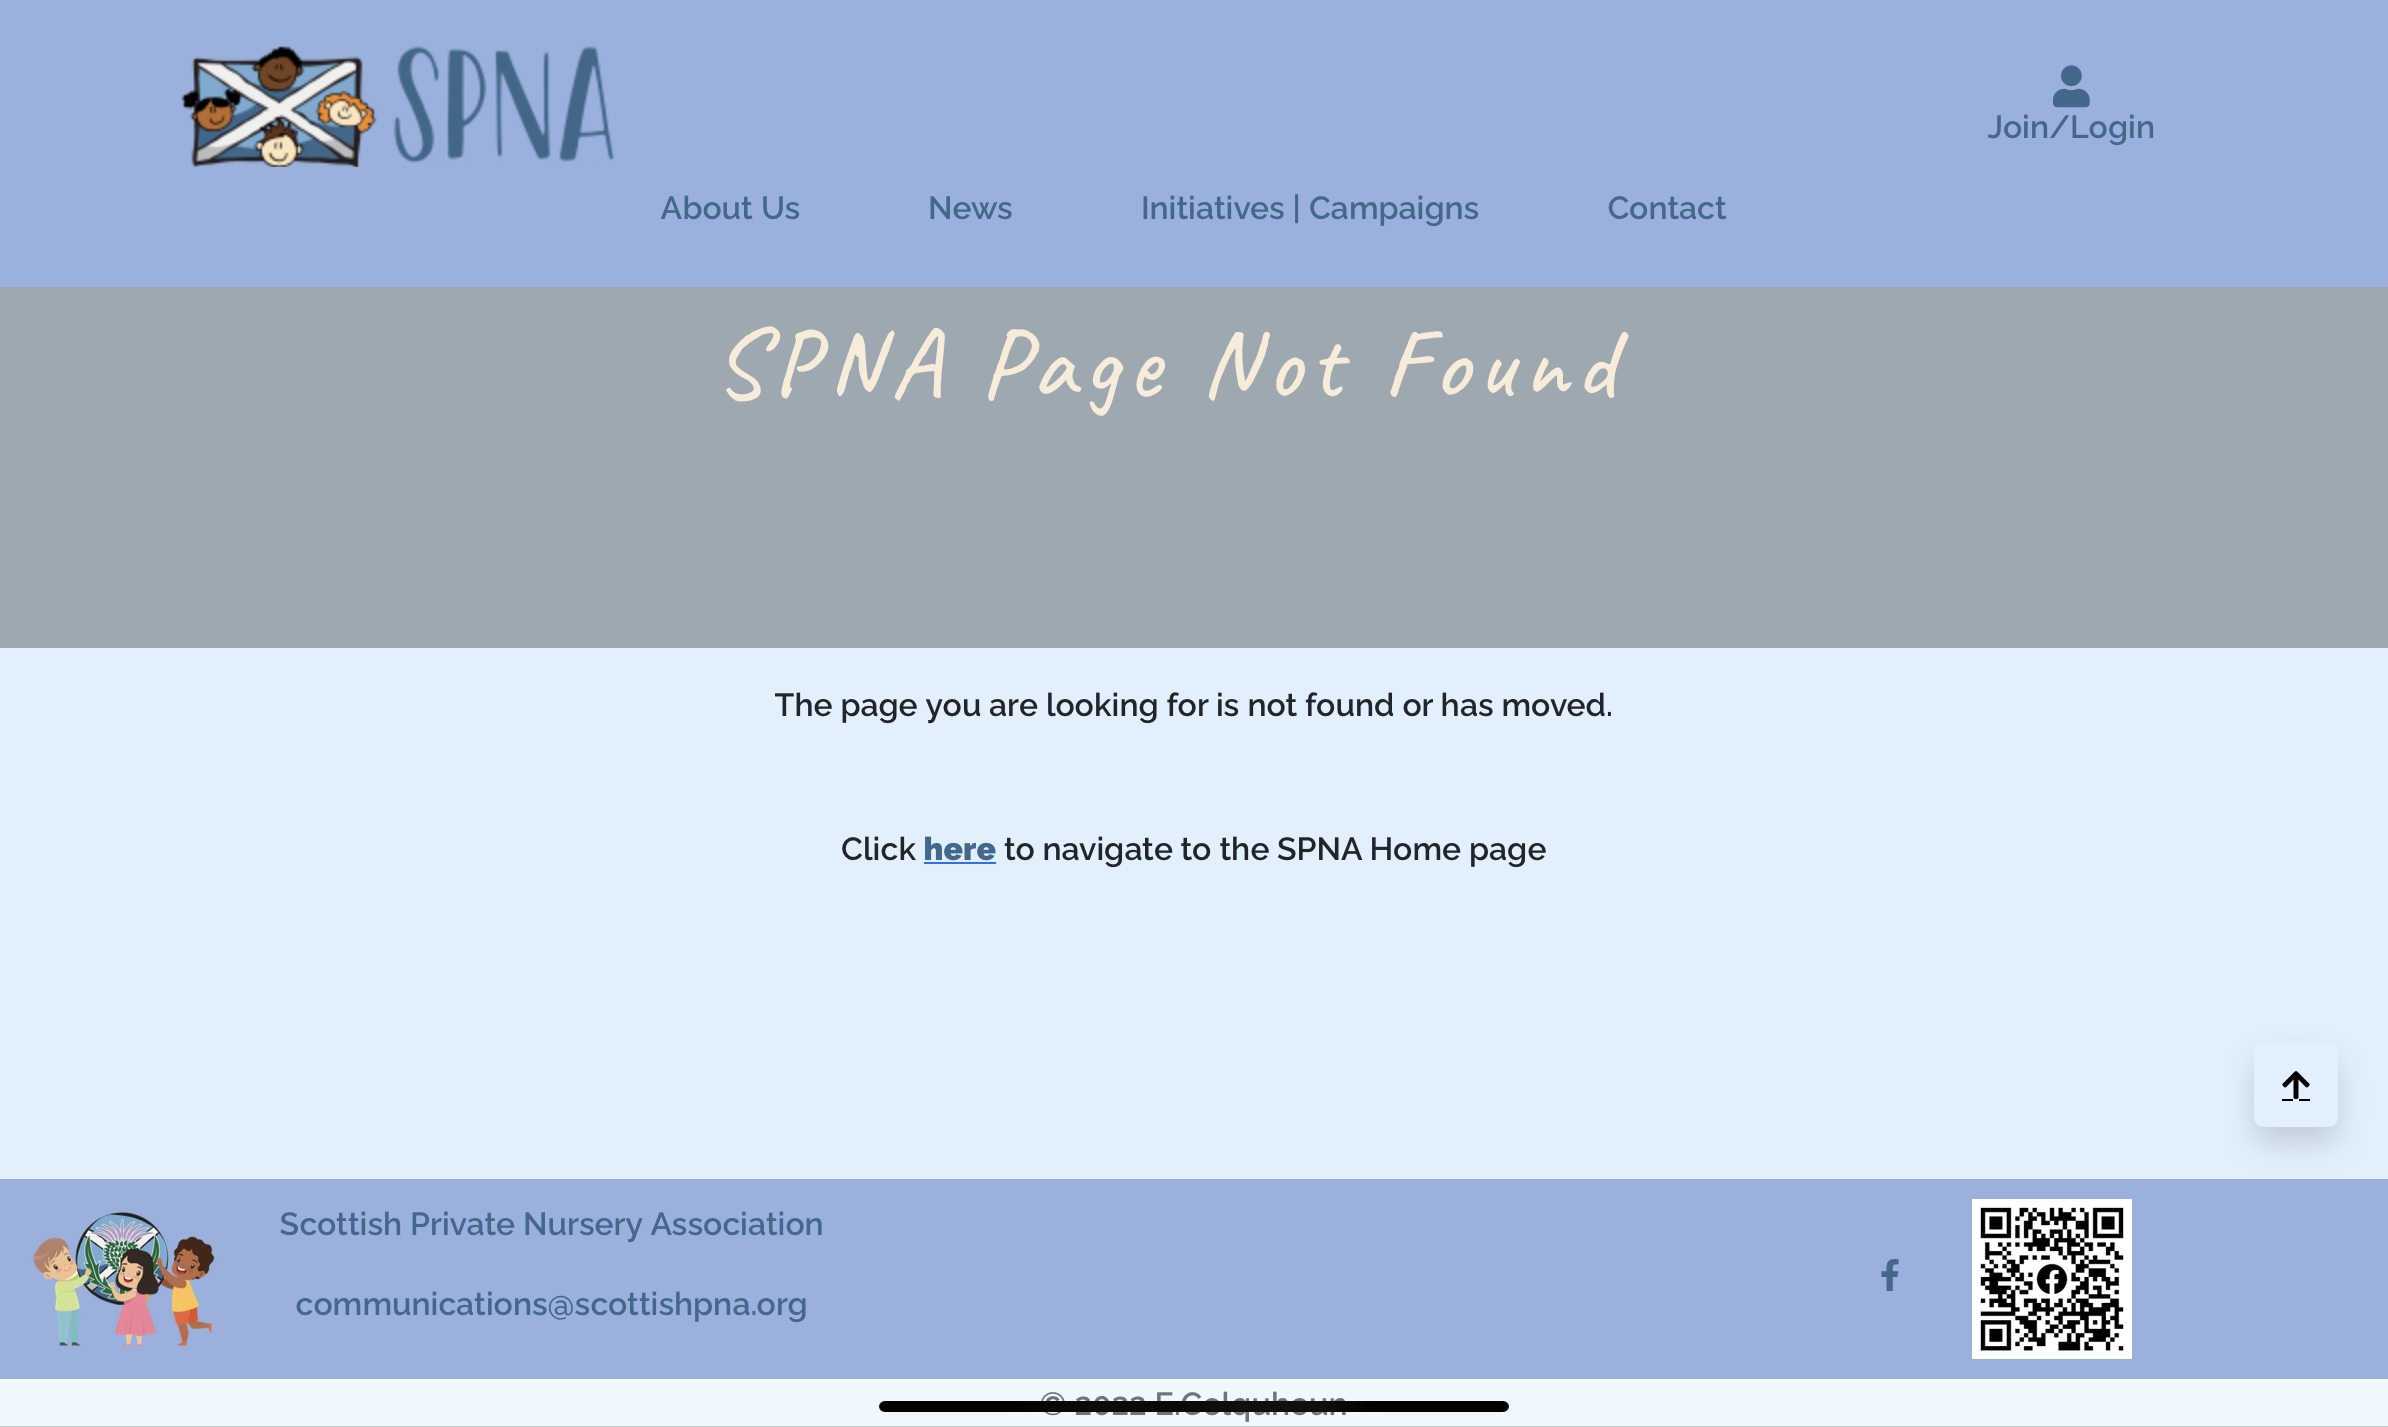 SPNA
Join/Login
About Us
News
Initiatives | Campaigns
Contact
SPNA Page Not Found
The page you are looking for is not found or has moved.
Click here to navigate to the SPNA Home page
Scottish Private Nursery Association
communications@scottishpna.org
© 2022 E.Colquhoun